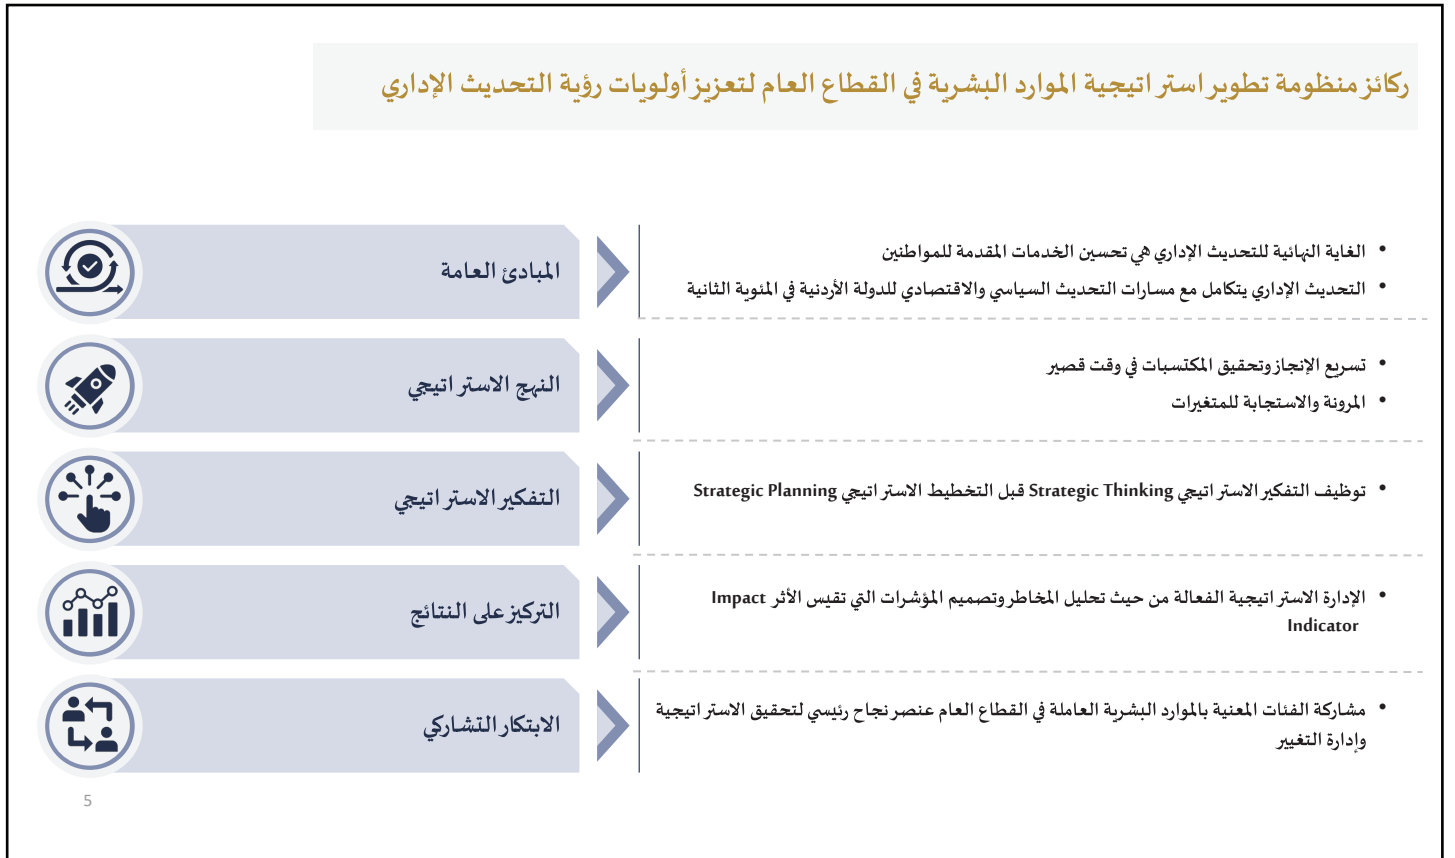 ركائز منظومة تطوير استراتيجية الموارد البشرية في القطاع العام لتعزيز أولويات رؤية التحديث الإداري
• الغاية النهائية للتحديث الإداري هي تحسين الخدمات المقدمة للمواطنين
• التحديث الإداري يتكامل مع مسارات التحديث السياسي والاقتصادي للدولة الأردنية في المئوية الثانية
المبادئ العامة
• تسريع الإنجاز وتحقيق المكتسبات في وقت قصير
• المرونة والاستجابة للمتغيرات
النهج الاستراتيجي
• توظيف التفكير الاستراتيجي Strategic Thinking قبل التخطيط الاستراتيجي Strategic Planning
التفكير الاستراتيجي
• الإدارة الاستراتيجية الفعالة من حيث تحليل المخاطر وتصميم المؤشرات التي تقيس الأثر Impact
Indicator
التركيز على النتائج
• مشاركة الفئات المعنية بالموارد البشرية العاملة في القطاع العام عنصر نجاح رئيسي لتحقيق الاستراتيجية
وإدارة التغيير
الابتكار التشاركي
5